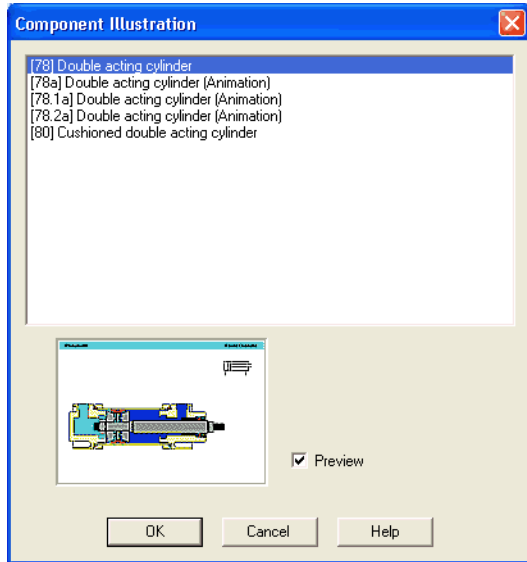 Component Illustration
[78] Double acting cylinder
[78a] Double acting cylinder (Animation)
[78.1a] Double acting cylinder (Animation)
[78.2a] Double acting cylinder (Animation)
[80] Cushioned double acting cylinder
Preview
OK Cancel Help